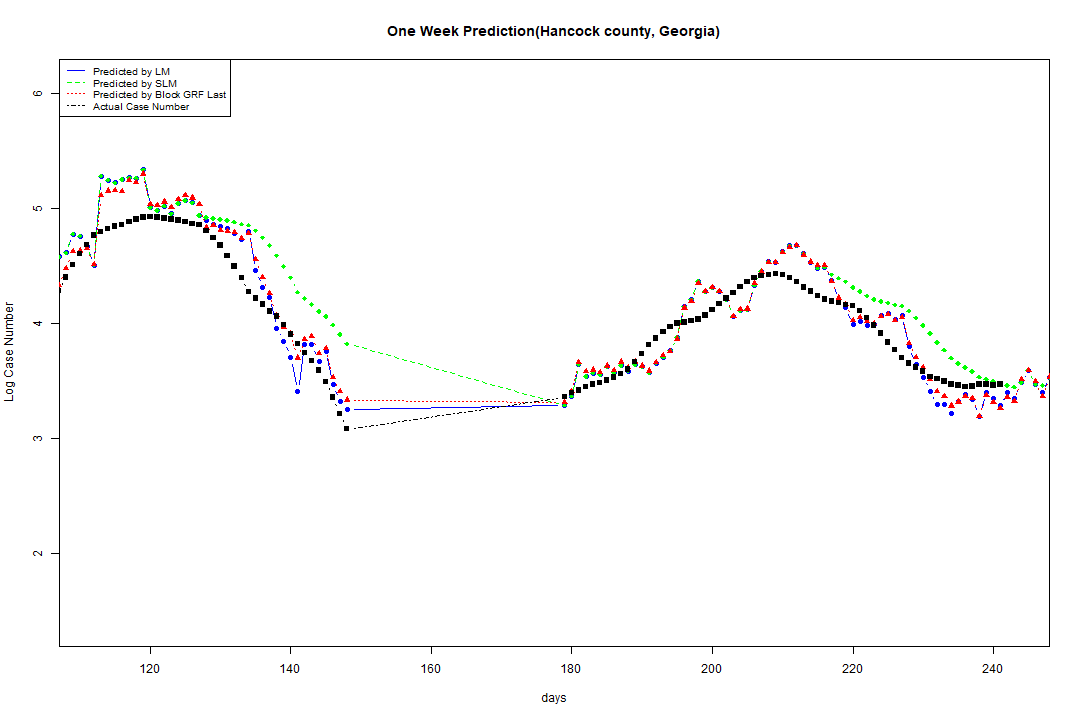 One Week Prediction(Hancock county, Georgia)
Predicted by LM
Predicted by SLM
Predicted by Block GRF Last
Actual Case Number
6
5
4
3
2
Log Case Number
120 140 160 180 200 220 240
days